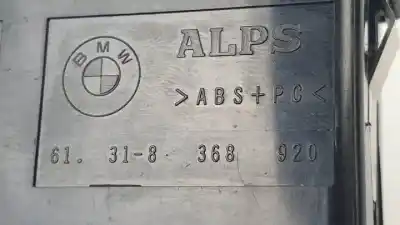 BMW
ALPS
>ABS+PC<
61. 31-8 368 920